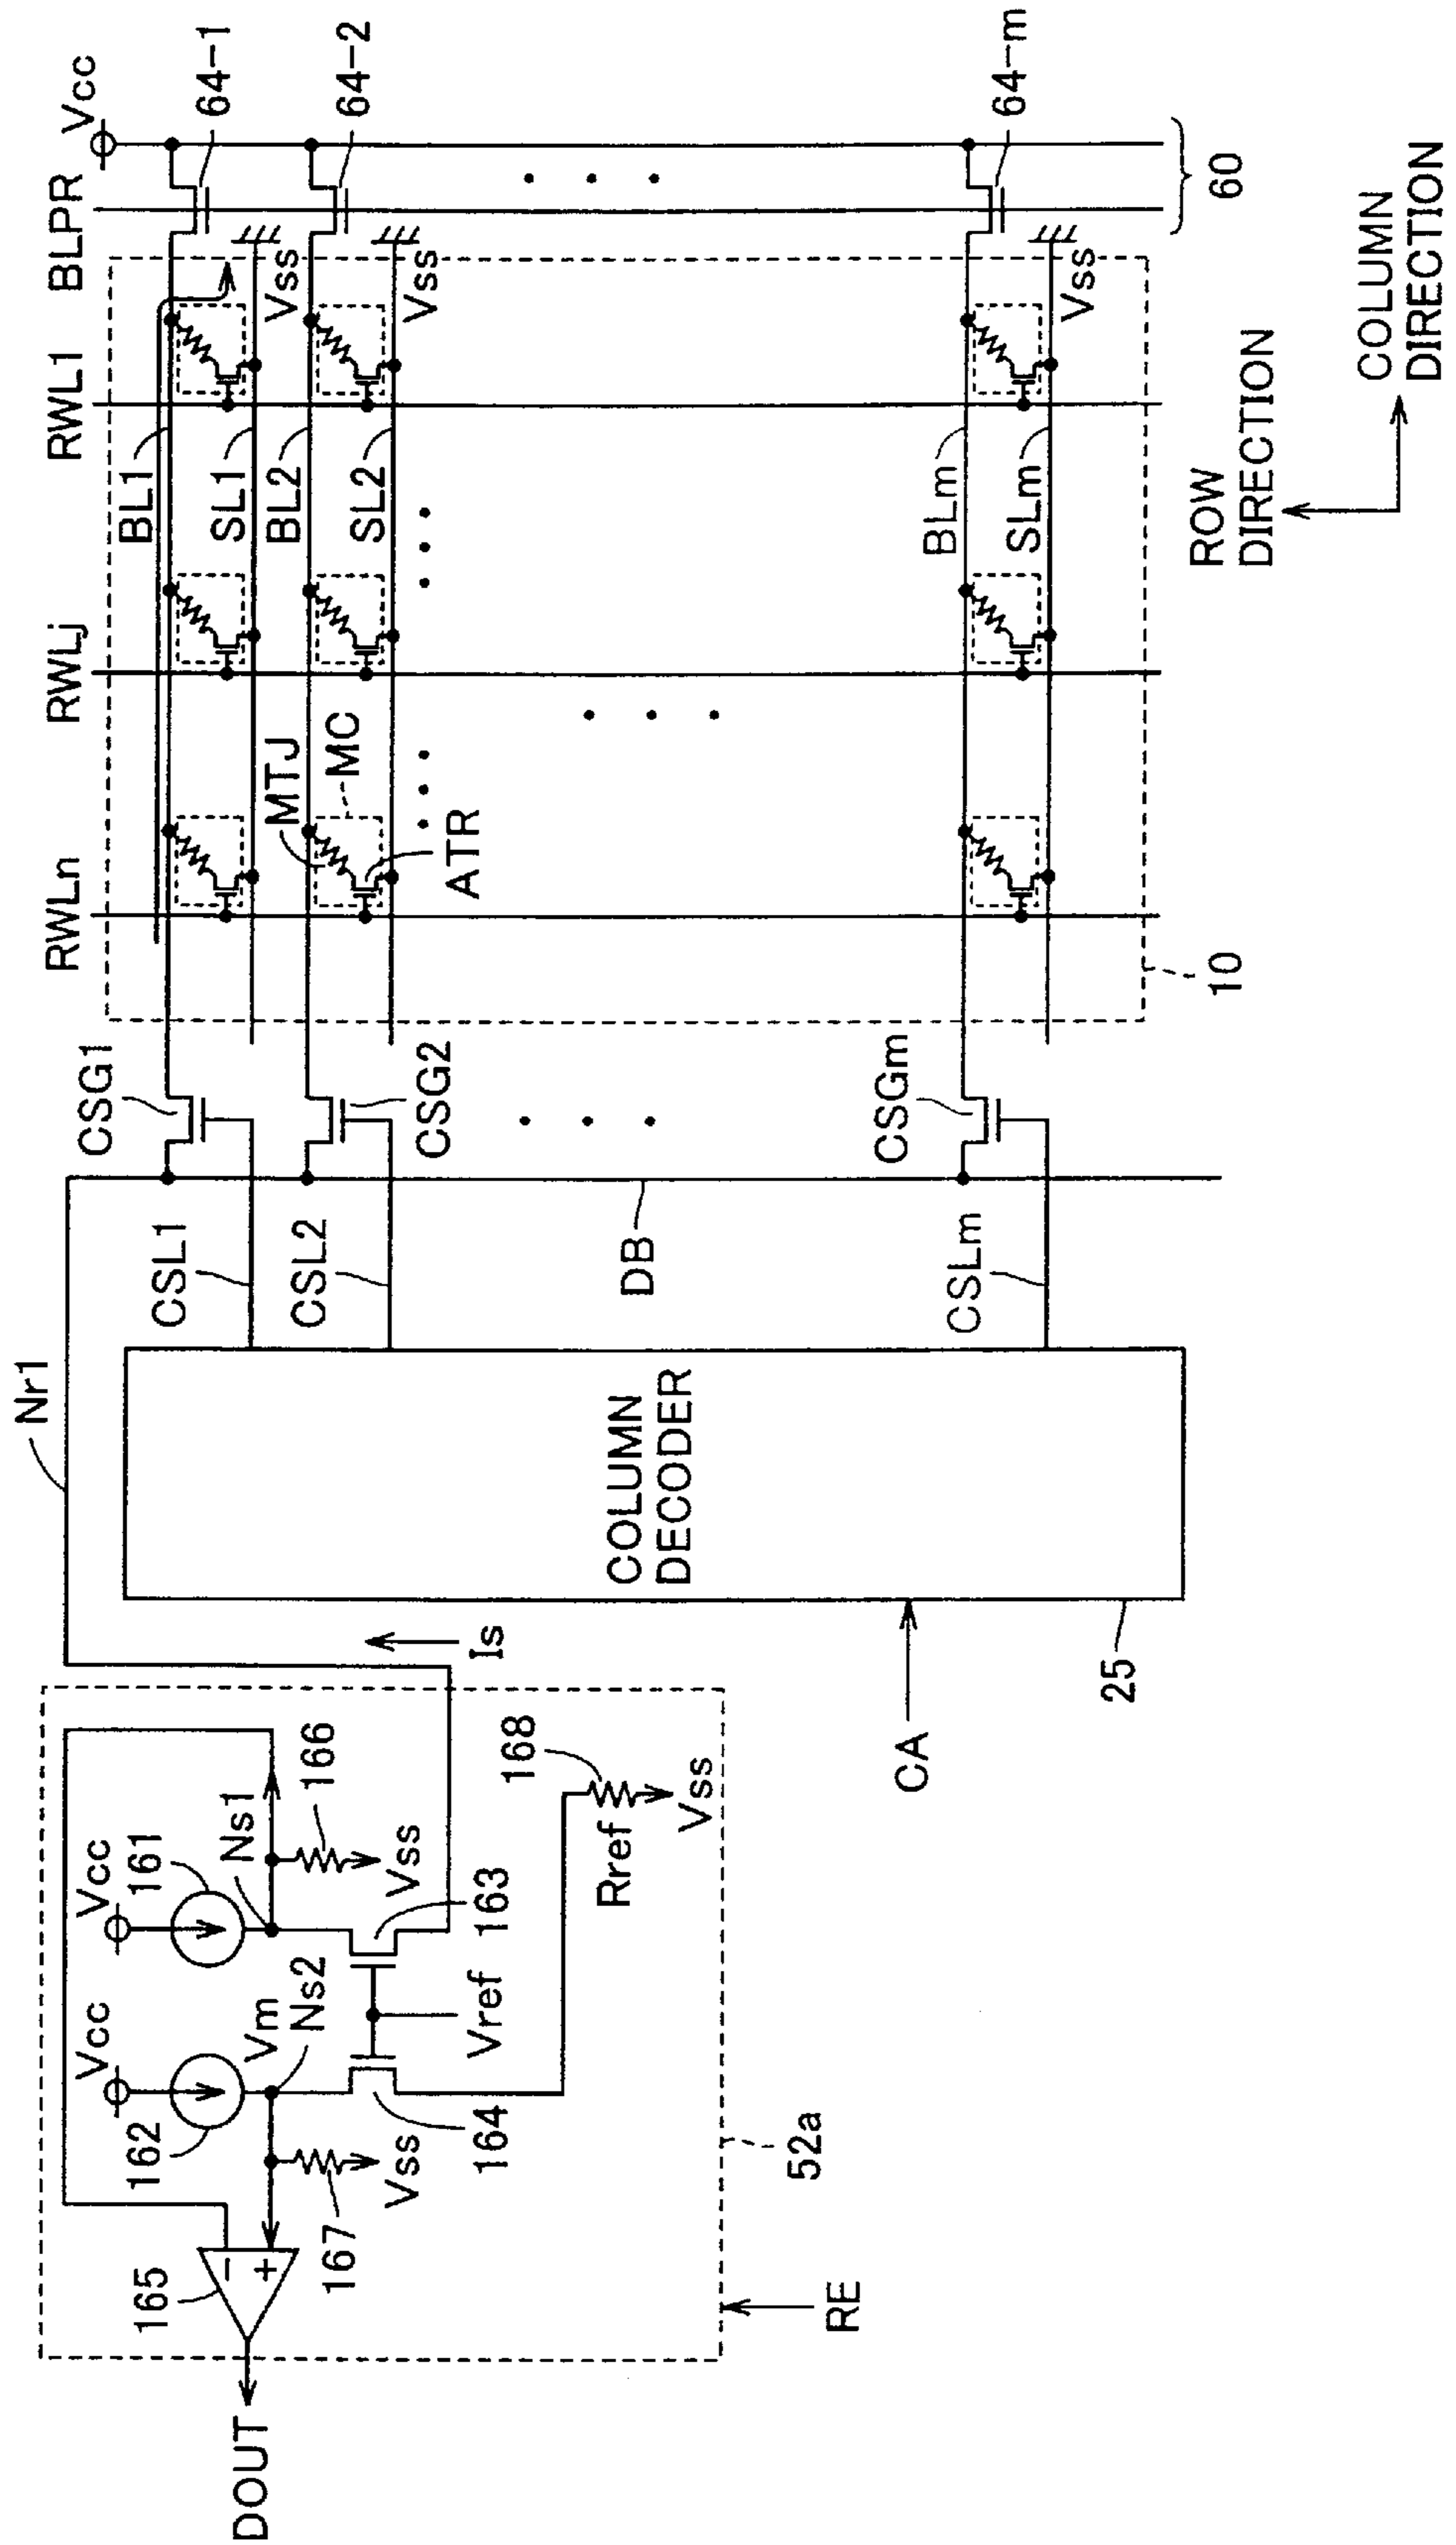 Vcc
BLPR
64-1
64-2
64-m
60
RWL1
RWLj
RWLn
BL1
SL1
Vss
BL2
SL2
Vss
BLm
SLm
Vss
MTJ
MC
ATR
10
ROW
DIRECTION
COLUMN
DIRECTION
CSG1
CSG2
CSGm
CSL1
CSL2
CSLm
DB
Nr1
COLUMN
DECODER
25
CA
Is
Vcc
161
Ns1
166
Vss
163
168
Rref
Vss
Vcc
162
Vm
Ns2
Vref
164
167
Vss
165
-
+
52a
RE
DOUT